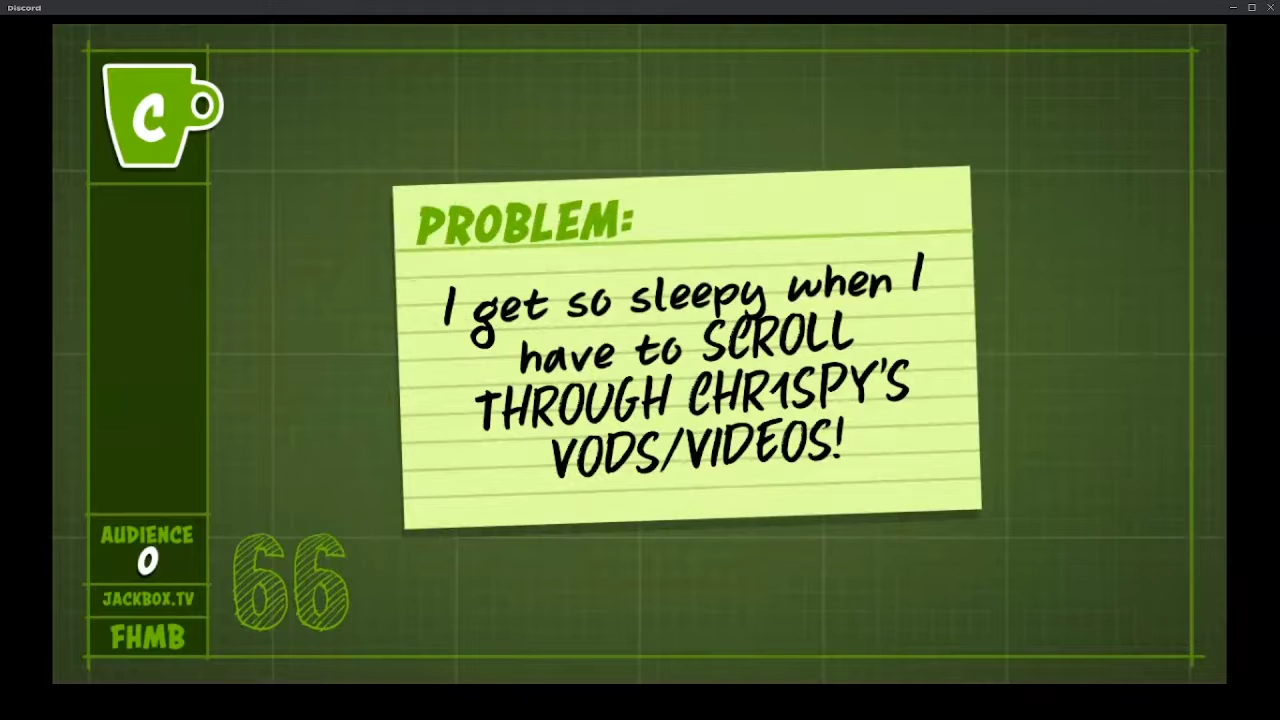 Discord
C
PROBLEM:
I get so sleepy when I
have to SCROLL
THROUGH CHR1SPY'S
VODS/VIDEOS!
AUDIENCE
0
JACKBOX.TV
FHMB
66